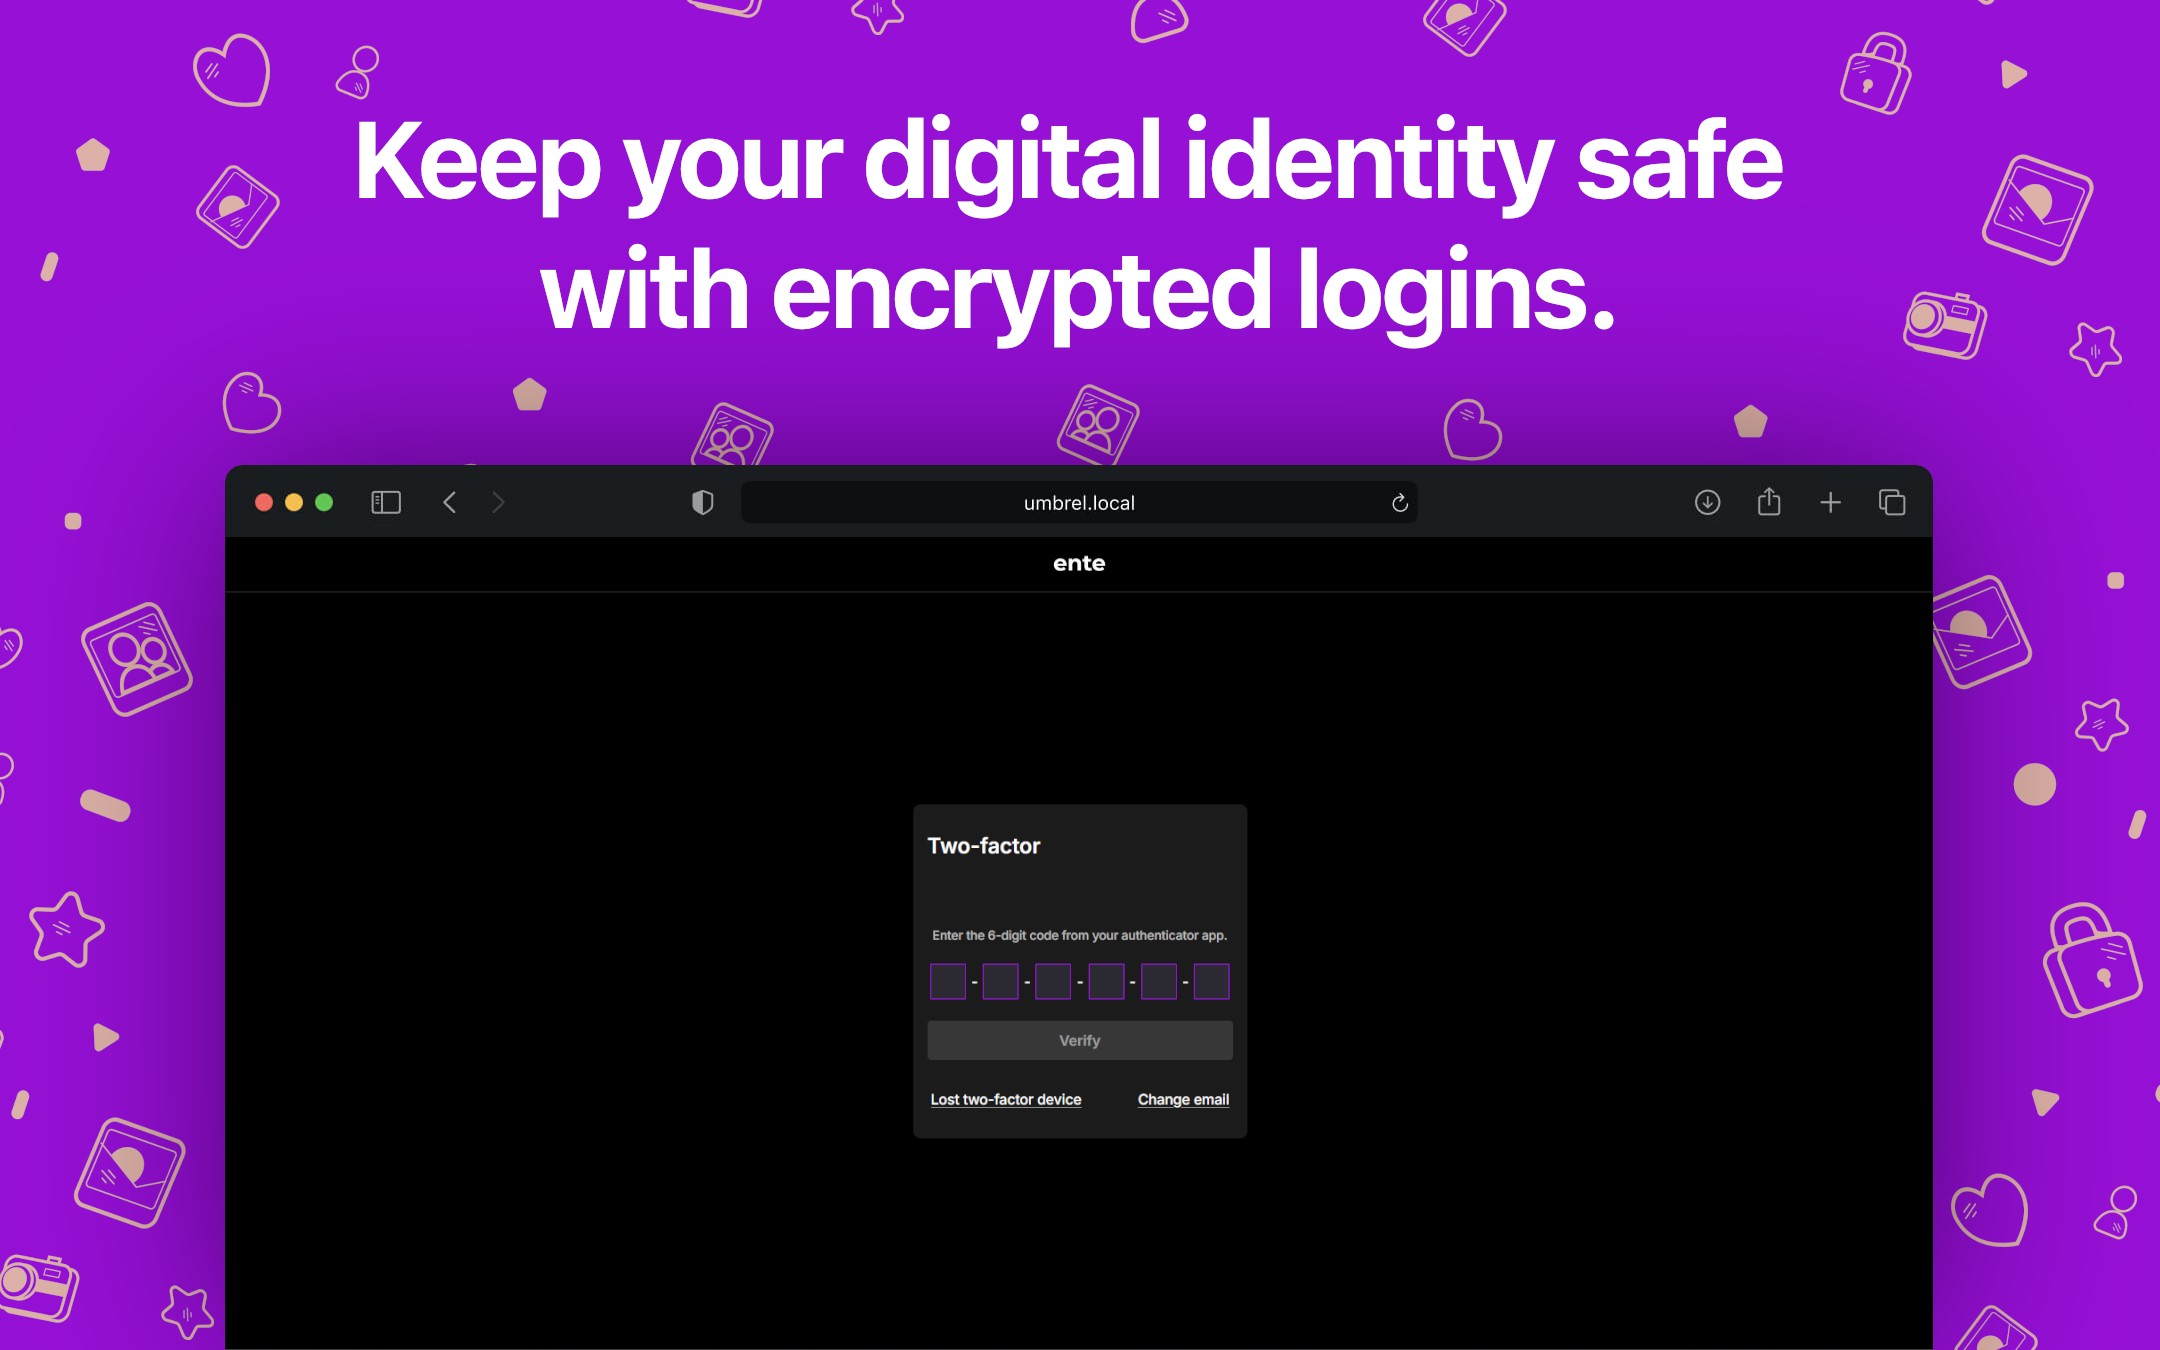 Keep your digital identity safe
with encrypted logins.
umbrel.local
ente
Two-factor
Enter the 6-digit code from your authenticator app.
- - - - -
Verify
Lost two-factor device Change email